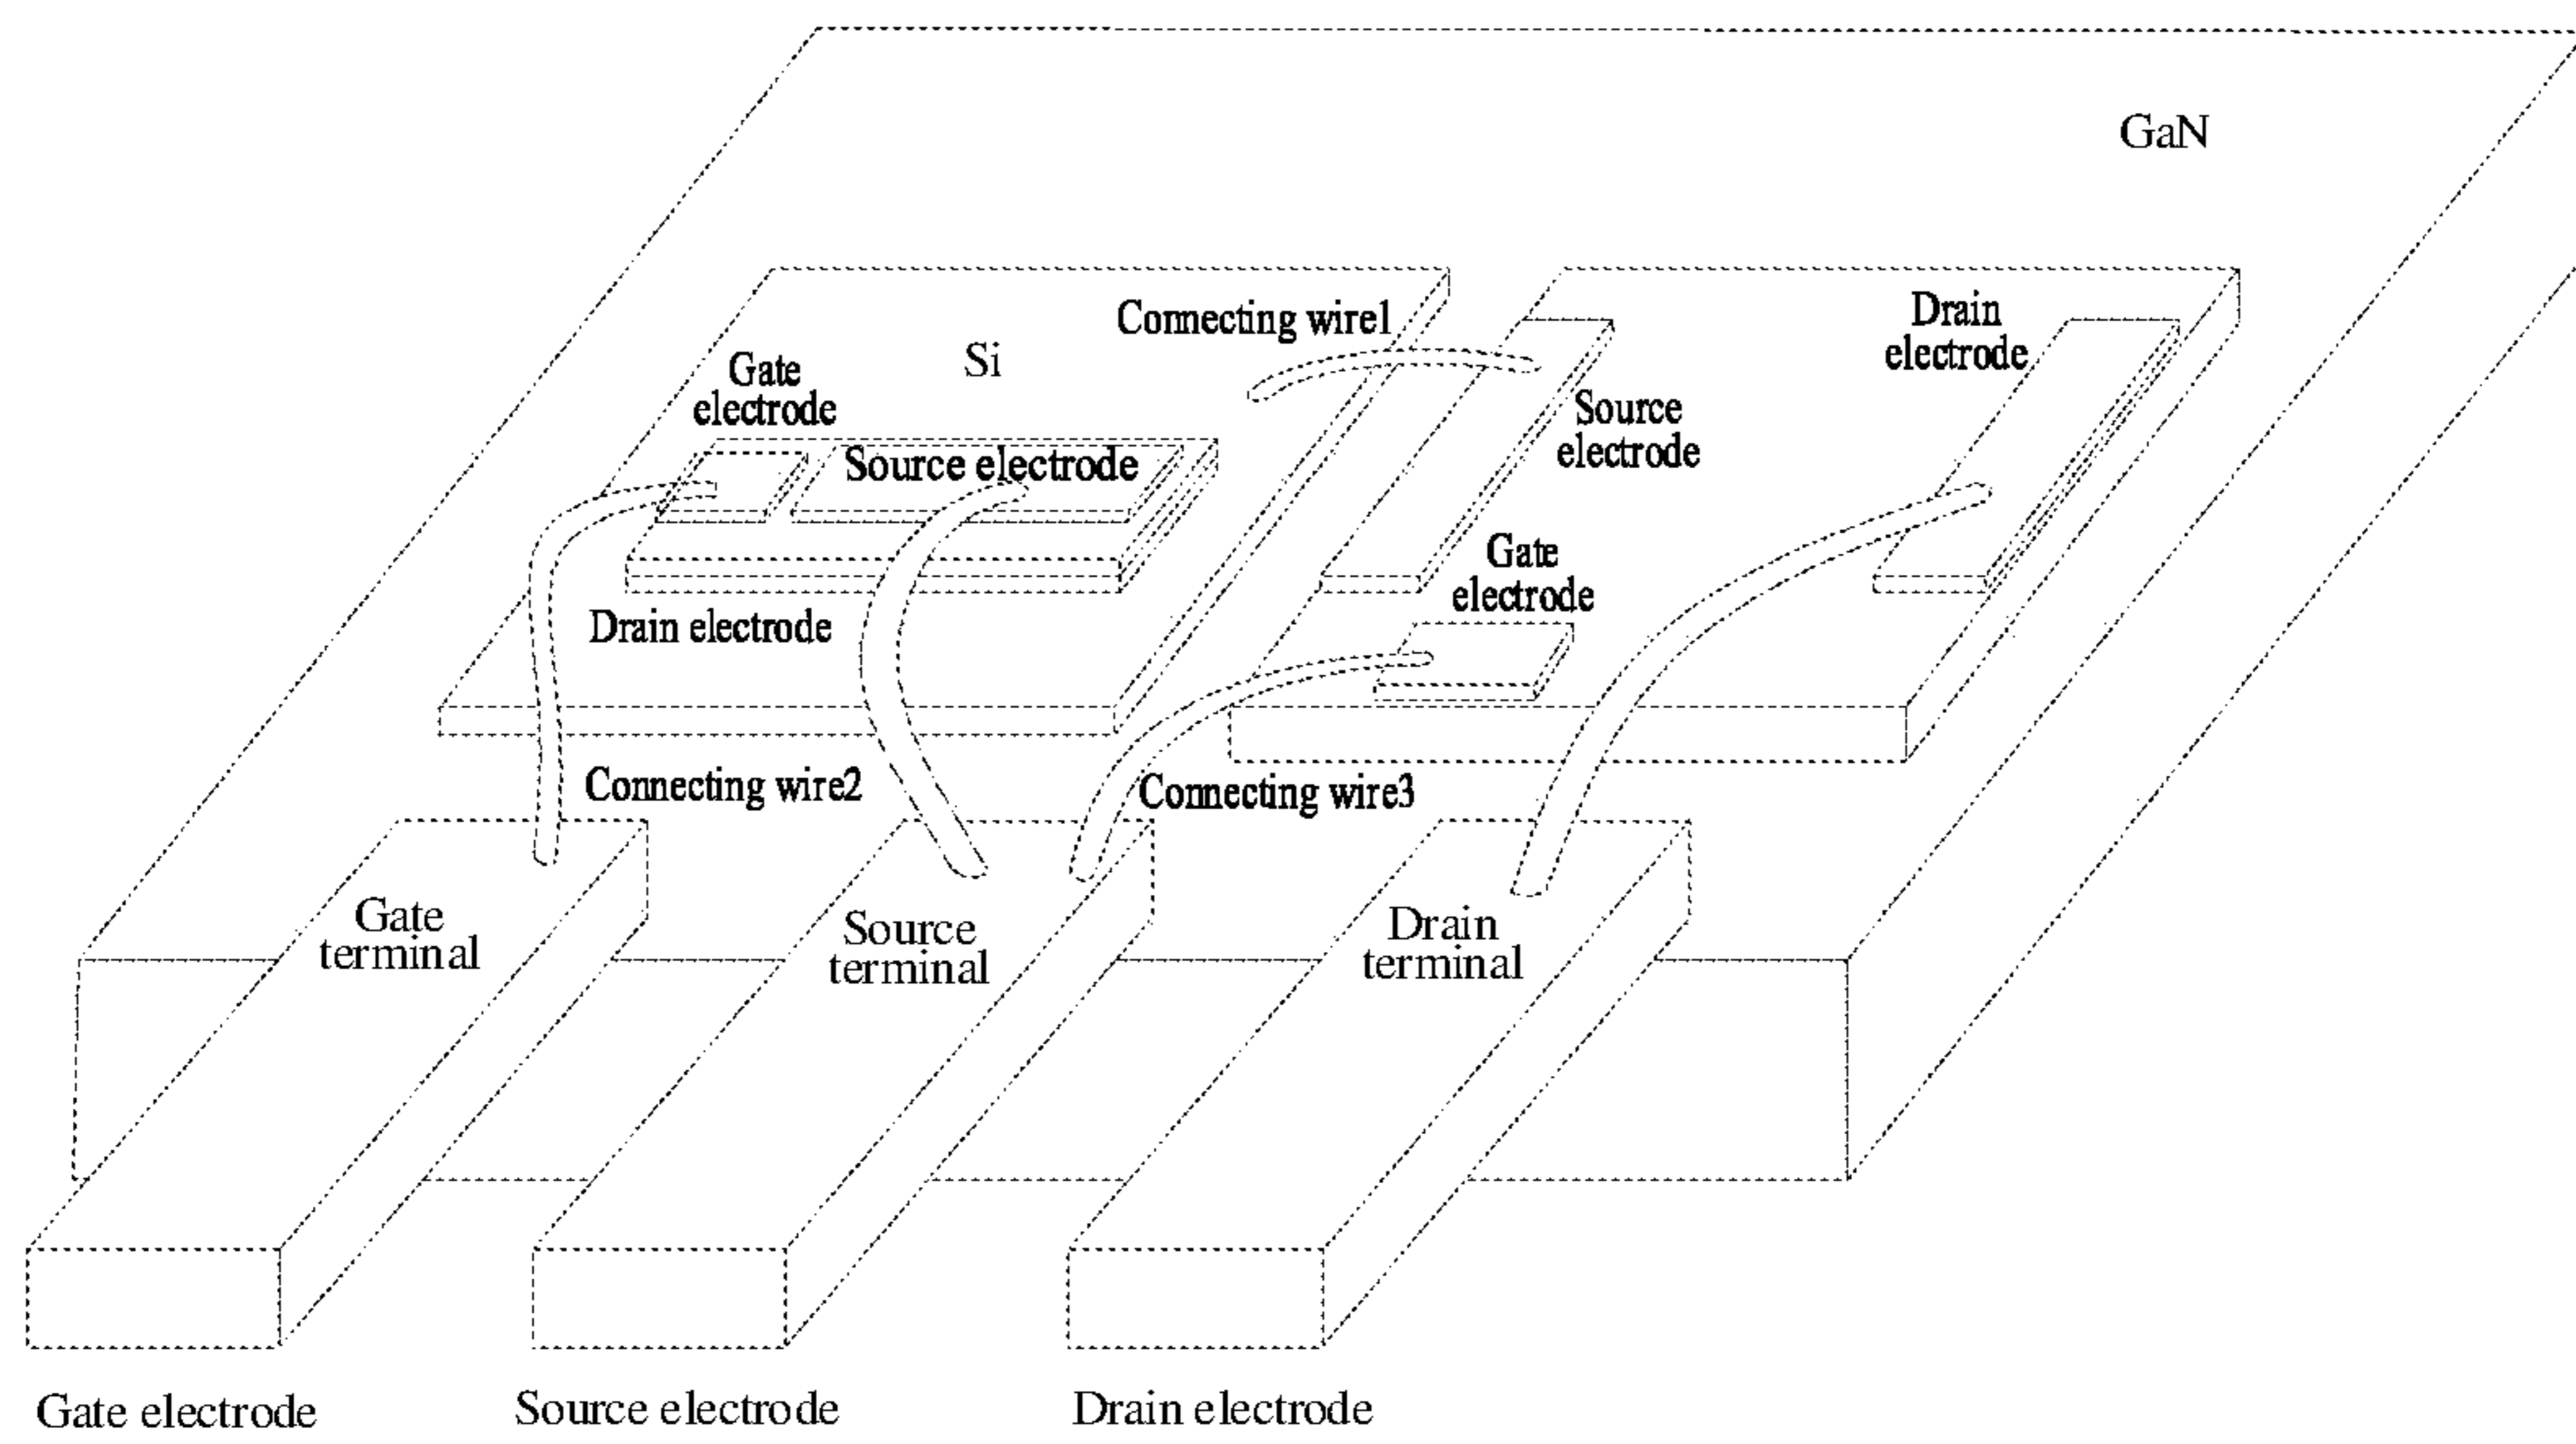 GaN
Connecting wire1
Drain
electrode
Si
Gate
electrode
Source
electrode
Source electrode
Gate
electrode
Drain electrode
Connecting wire2
Connecting wire3
Gate
terminal
Source
terminal
Drain
terminal
Gate electrode
Source electrode
Drain electrode